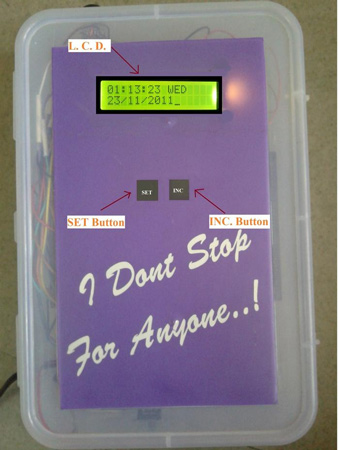 L. C. D.
01:13:23 WED
23/11/2011_
SET
INC
SET Button
INC. Button
I Dont Stop
For Anyone..!